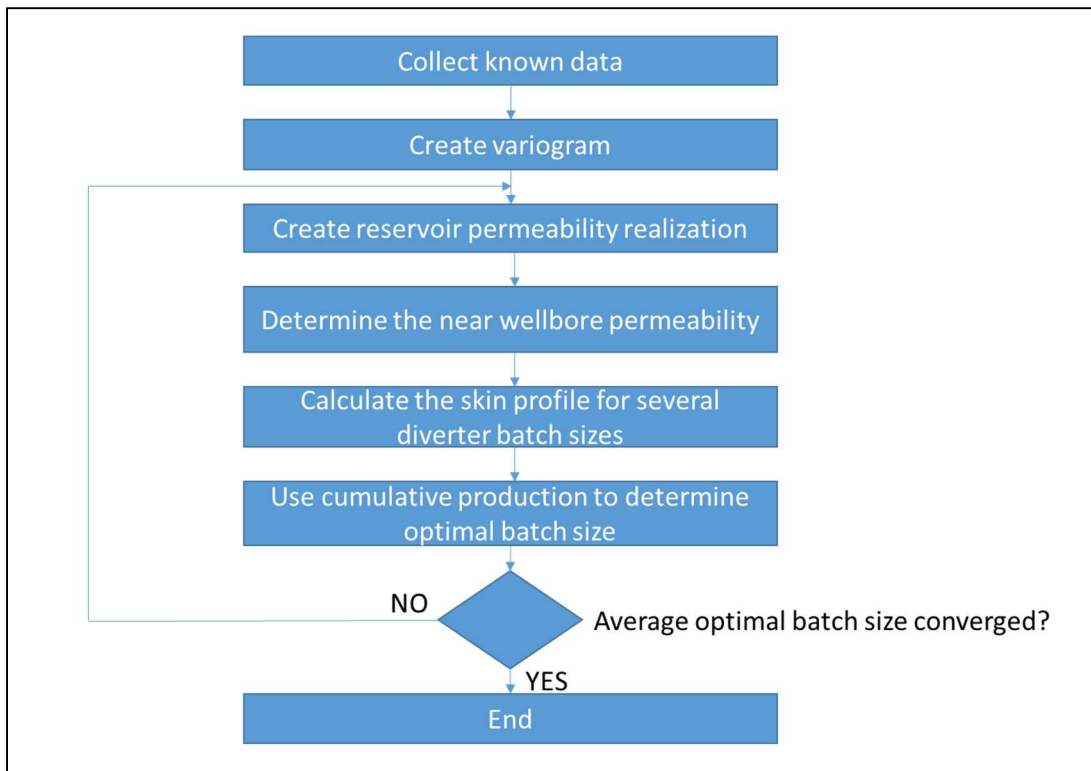 Collect known data
Create variogram
Create reservoir permeability realization
Determine the near wellbore permeability
Calculate the skin profile for several
diverter batch sizes
Use cumulative production to determine
optimal batch size
NO
Average optimal batch size converged?
YES
End